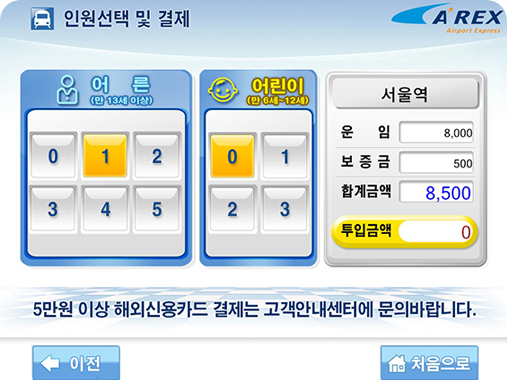 인원선택 및 결제
A'REX
Airport Express
어 른
(만 13세 이상)
0 1 2
3 4 5
어린이
(만 6세~12세)
0 1
2 3
서울역
운 임 8,000
보 증 금 500
합계금액 8,500
투입금액 0
5만원 이상 해외신용카드 결제는 고객안내센터에 문의바랍니다.
이전
처음으로